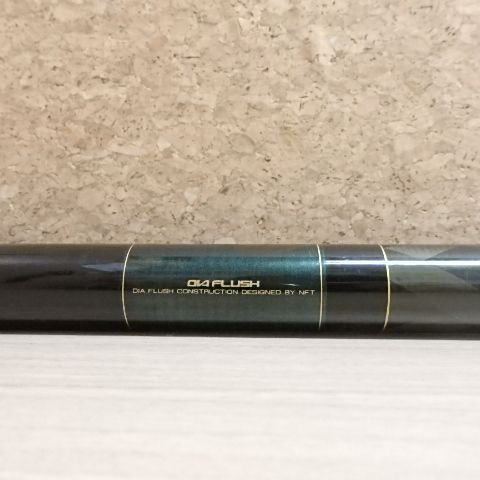 DIA FLUSH
DIA FLUSH CONSTRUCTION DESIGNED BY NFT